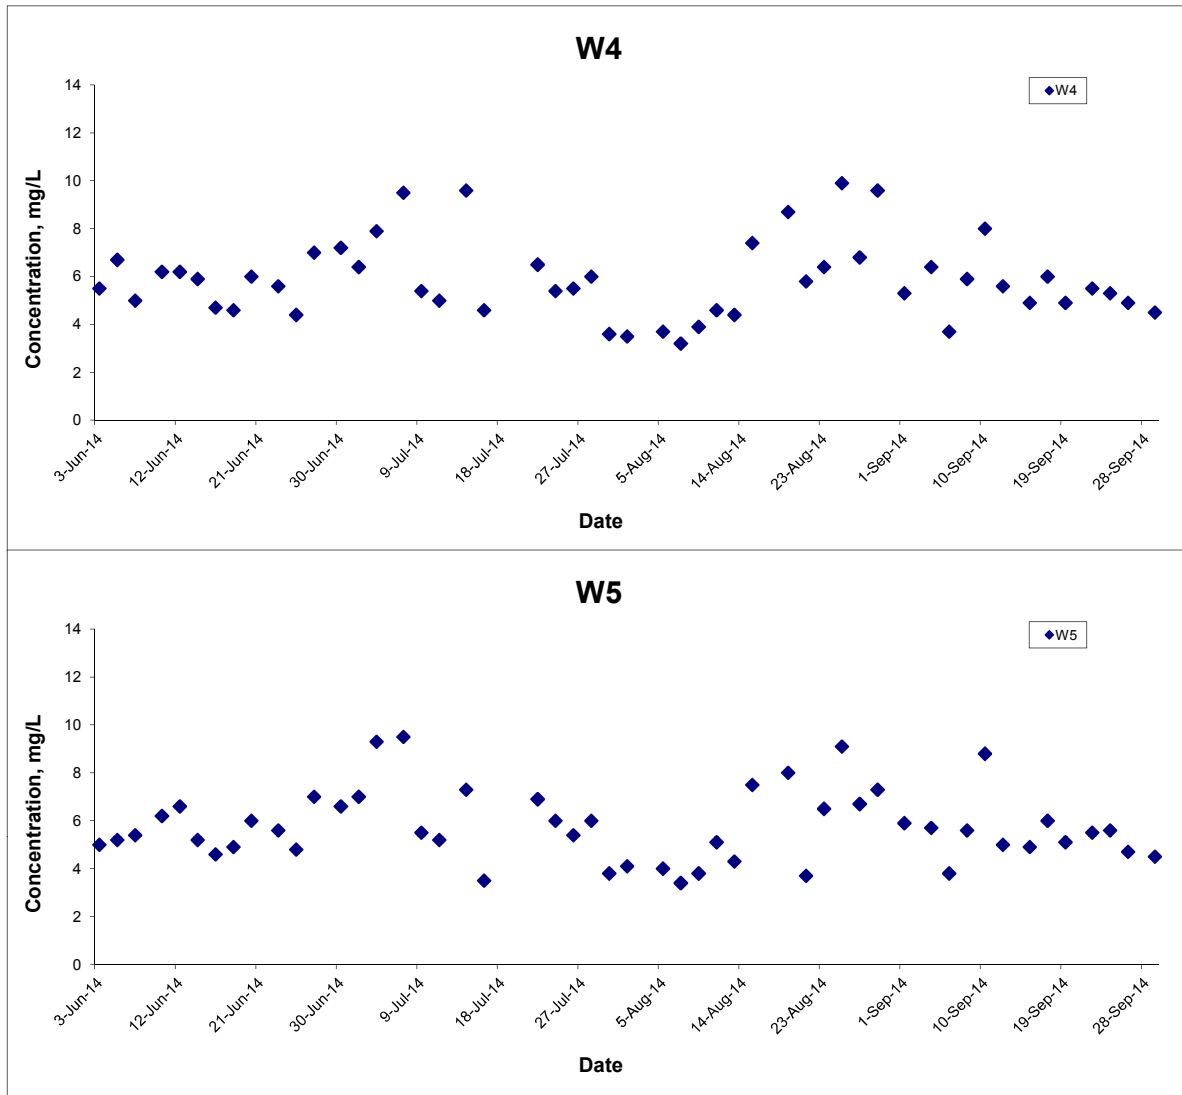 W4
W4
14
12
10
8
6
4
2
0
Concentration, mg/L
3-Jun-14
12-Jun-14
21-Jun-14
30-Jun-14
9-Jul-14
18-Jul-14
27-Jul-14
5-Aug-14
14-Aug-14
23-Aug-14
1-Sep-14
10-Sep-14
19-Sep-14
28-Sep-14
Date
W5
W5
14
12
10
8
6
4
2
0
Concentration, mg/L
3-Jun-14
12-Jun-14
21-Jun-14
30-Jun-14
9-Jul-14
18-Jul-14
27-Jul-14
5-Aug-14
14-Aug-14
23-Aug-14
1-Sep-14
10-Sep-14
19-Sep-14
28-Sep-14
Date